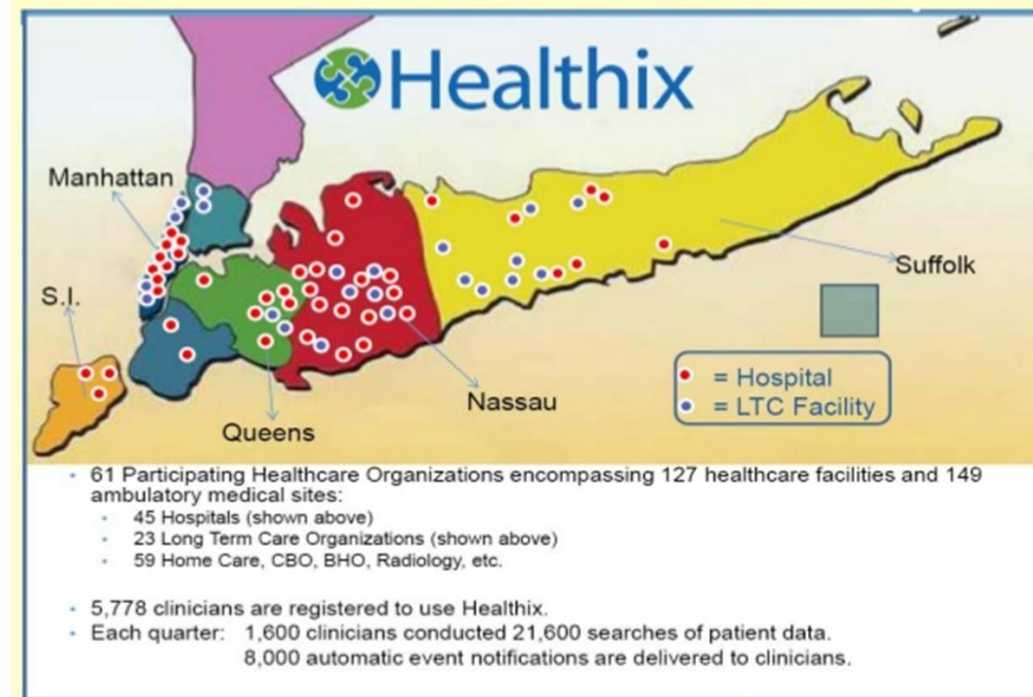 Healthix
Manhattan
S.I.
Suffolk
= Hospital
= LTC Facility
Nassau
Queens
• 61 Participating Healthcare Organizations encompassing 127 healthcare facilities and 149
ambulatory medical sites:
• 45 Hospitals (shown above)
• 23 Long Term Care Organizations (shown above)
• 59 Home Care, CBO, BHO, Radiology, etc.
• 5,778 clinicians are registered to use Healthix.
• Each quarter: 1,600 clinicians conducted 21,600 searches of patient data.
8,000 automatic event notifications are delivered to clinicians.